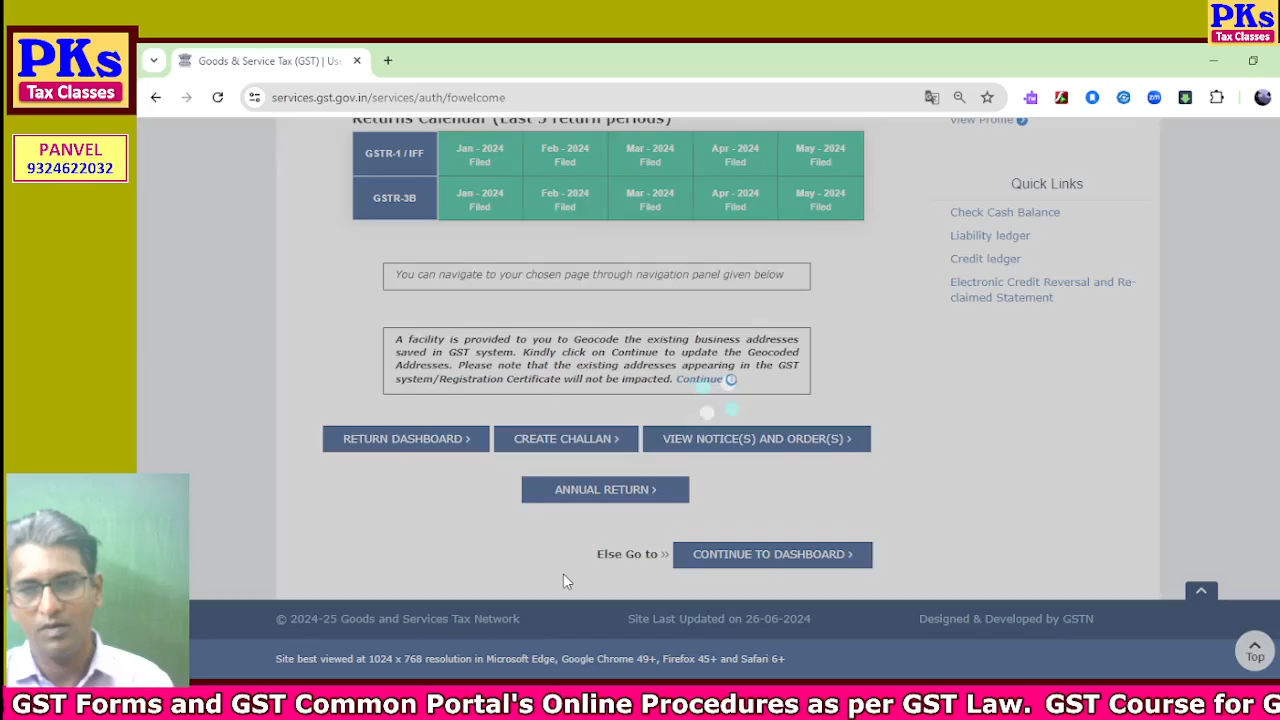 PKs
Tax Classes
PKs
Tax Classes
PANVEL
9324622032
Goods & Service Tax (GST) | Us
services.gst.gov.in/services/auth/fowelcome
Returns Calendar (Last 5 return periods)
View Profile
GSTR-1 / IFF
Jan - 2024
Filed
Feb - 2024
Filed
Mar - 2024
Filed
Apr - 2024
Filed
May - 2024
Filed
GSTR-3B
Jan - 2024
Filed
Feb - 2024
Filed
Mar - 2024
Filed
Apr - 2024
Filed
May - 2024
Filed
Quick Links
Check Cash Balance
Liability ledger
Credit ledger
Electronic Credit Reversal and Re-
claimed Statement
You can navigate to your chosen page through navigation panel given below
A facility is provided to you to Geocode the existing business addresses
saved in GST system. Kindly click on Continue to update the Geocoded
Addresses. Please note that the existing addresses appearing in the GST
system/Registration Certificate will not be impacted. Continue
RETURN DASHBOARD >
CREATE CHALLAN >
VIEW NOTICE(S) AND ORDER(S) >
ANNUAL RETURN >
Else Go to »
CONTINUE TO DASHBOARD >
© 2024-25 Goods and Services Tax Network
Site Last Updated on 26-06-2024
Designed & Developed by GSTN
Site best viewed at 1024 x 768 resolution in Microsoft Edge, Google Chrome 49+, Firefox 45+ and Safari 6+
Top
GST Forms and GST Common Portal's Online Procedures as per GST Law. GST Course for G